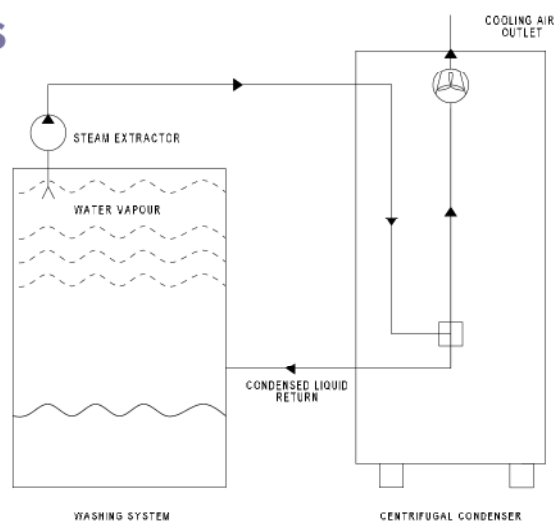 S
COOLING AIR
OUTLET
STEAM EXTRACTOR
WATER VAPOUR
CONDENSED LIQUID
RETURN
WASHING SYSTEM
CENTRIFUGAL CONDENSER